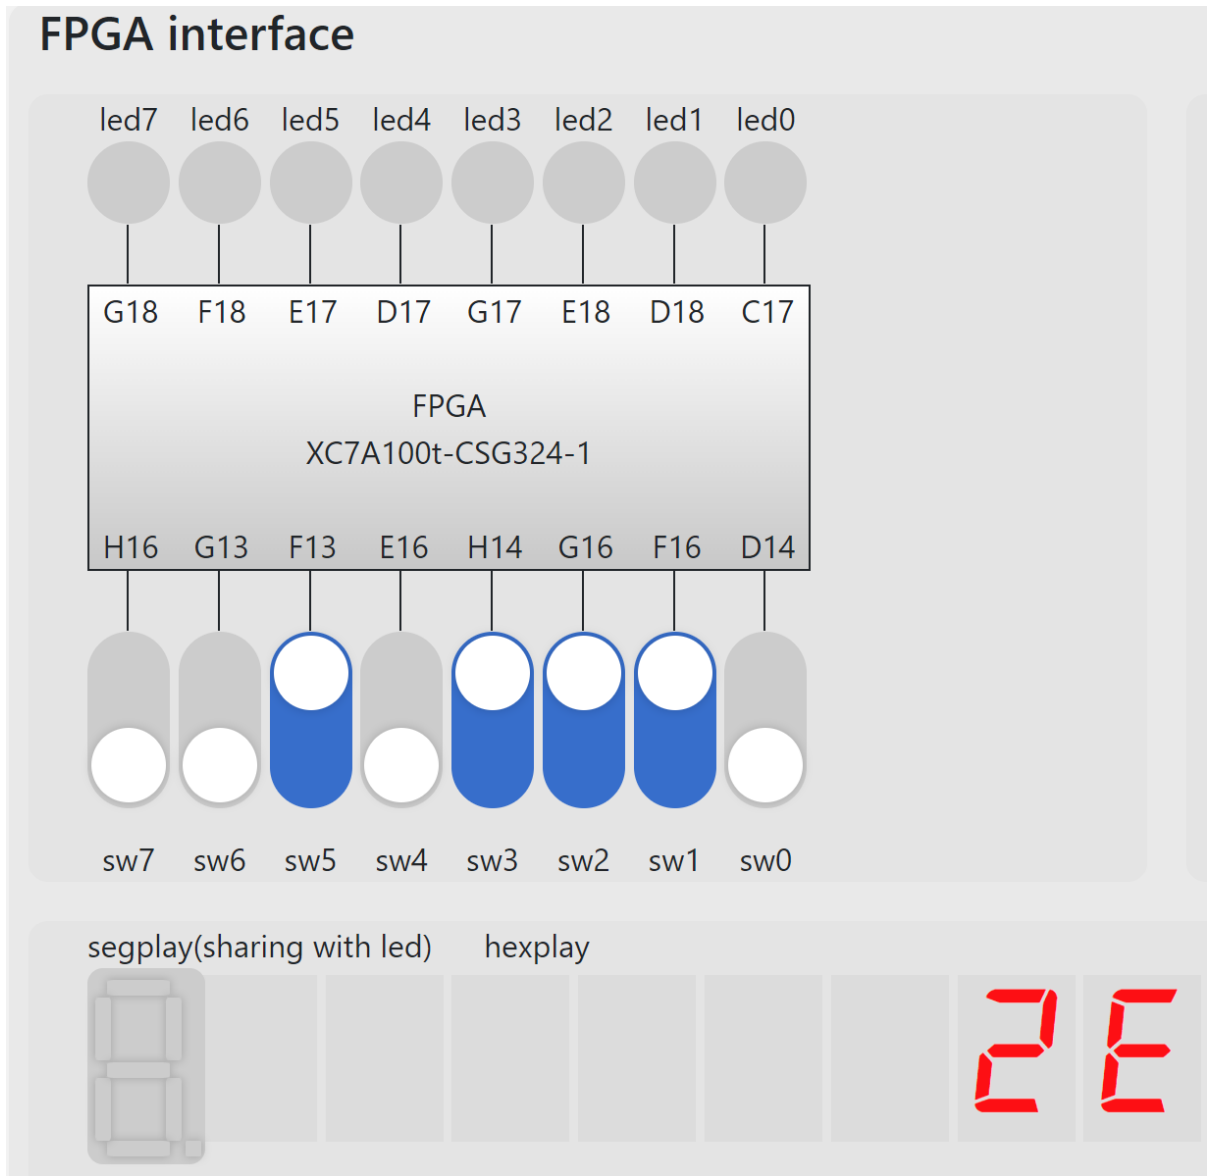 FPGA interface
led7 led6 led5 led4 led3 led2 led1 led0
G18 F18 E17 D17 G17 E18 D18 C17
FPGA
XC7A100t-CSG324-1
H16 G13 F13 E16 H14 G16 F16 D14
sw7 sw6 sw5 sw4 sw3 sw2 sw1 sw0
segplay(sharing with led) hexplay
2E